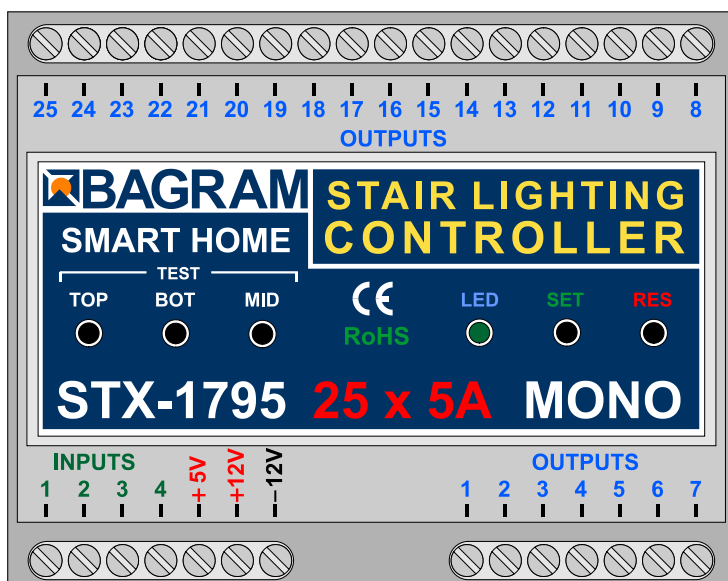 25 24 23 22 21 20 19 18 17 16 15 14 13 12 11 10 9 8
OUTPUTS
BAGRAM
SMART HOME
STAIR LIGHTING
CONTROLLER
TEST
TOP BOT MID
CE
RoHS
LED SET RES
STX-1795 25 x 5A MONO
INPUTS
1 2 3 4 +5V +12V –12V
OUTPUTS
1 2 3 4 5 6 7